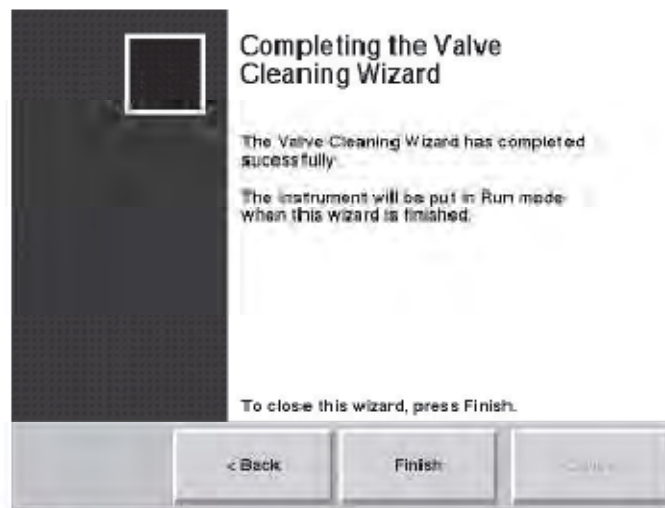 Completing the Valve
Cleaning Wizard
The Valve Cleaning Wizard has completed
sucessfully.
The instrument will be put in Run mode
when this wizard is finished.
To close this wizard, press Finish.
< Back
Finish